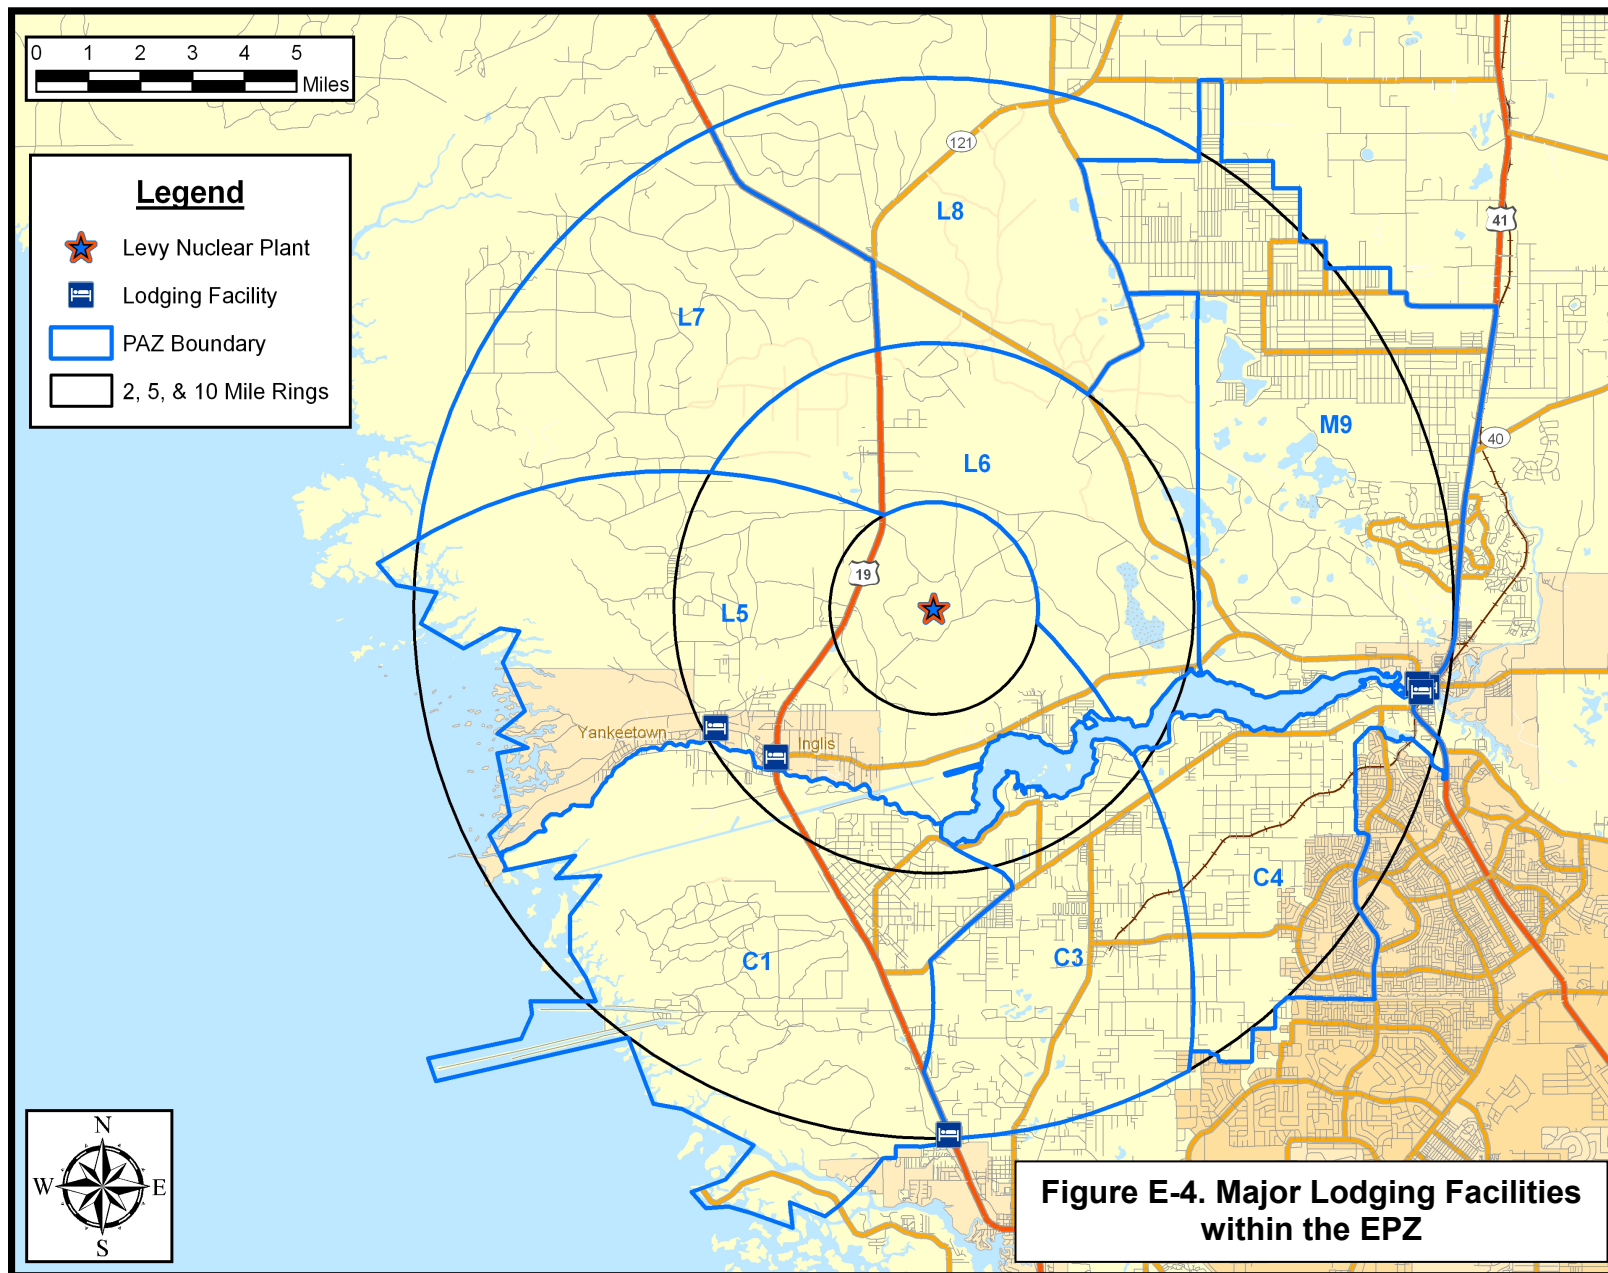 0 1 2 3 4 5
Miles
Legend
Levy Nuclear Plant
Lodging Facility
PAZ Boundary
2, 5, & 10 Mile Rings
121
L8
41
L7
M9
40
L6
19
L5
Yankeetown
Inglis
C4
C1
C3
N
W E
S
Figure E-4. Major Lodging Facilities
within the EPZ